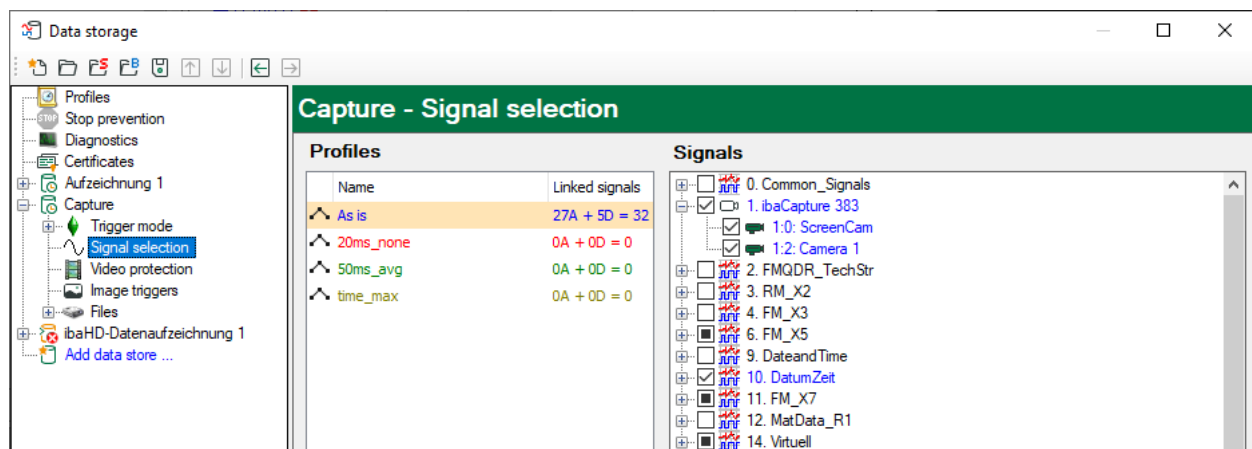 Data storage
Profiles
STOP Stop prevention
Diagnostics
Certificates
Aufzeichnung 1
Capture
Trigger mode
Signal selection
Video protection
Image triggers
Files
ibaHD-Datenaufzeichnung 1
Add data store ...
Capture - Signal selection
Profiles
Name Linked signals
As is 27A + 5D = 32
20ms_none 0A + 0D = 0
50ms_avg 0A + 0D = 0
time_max 0A + 0D = 0
Signals
0. Common_Signals
1. ibaCapture 383
1:0: ScreenCam
1:2: Camera 1
2. FMQDR_TechStr
3. RM_X2
4. FM_X3
6. FM_X5
9. DateandTime
10. DatumZeit
11. FM_X7
12. MatData_R1
14. Virtuell